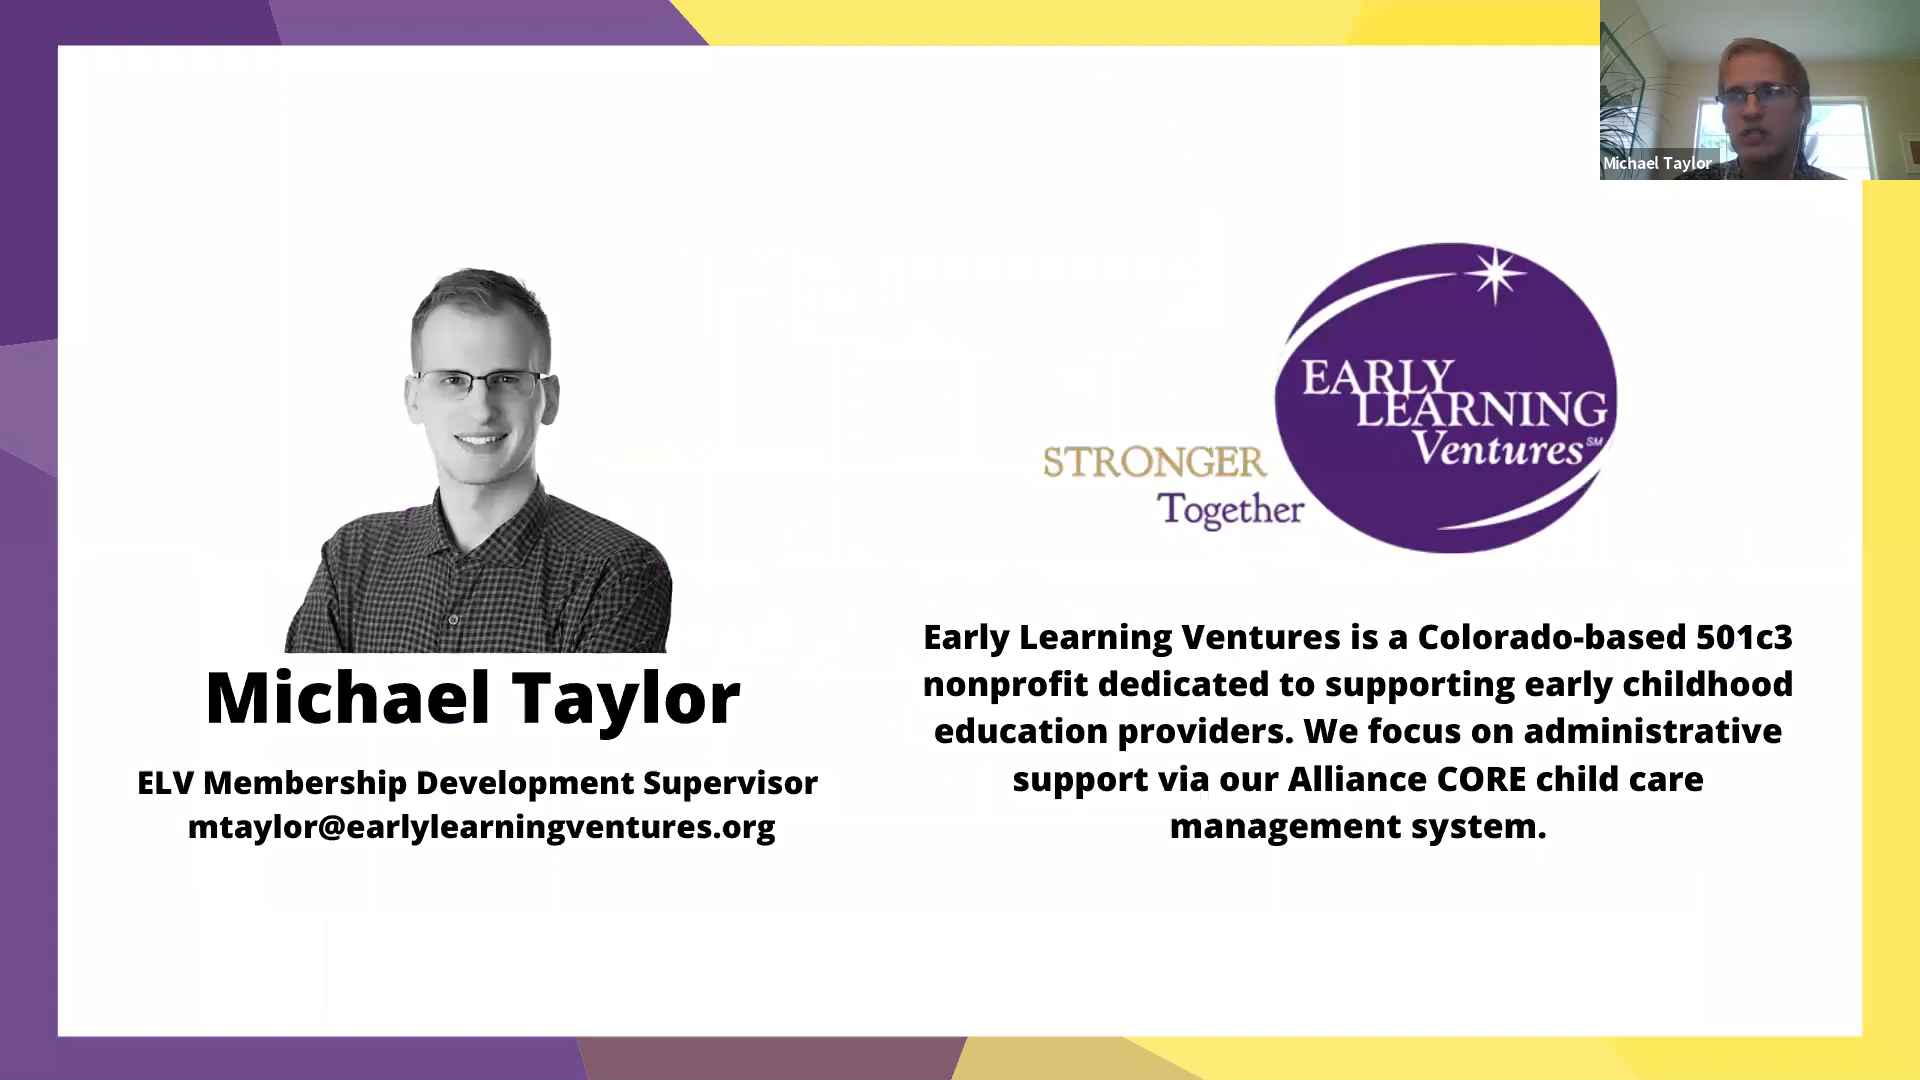 Michael Taylor
EARLY
LEARNING
Ventures℠
STRONGER
Together
Michael Taylor
ELV Membership Development Supervisor
mtaylor@earlylearningventures.org
Early Learning Ventures is a Colorado-based 501c3
nonprofit dedicated to supporting early childhood
education providers. We focus on administrative
support via our Alliance CORE child care
management system.